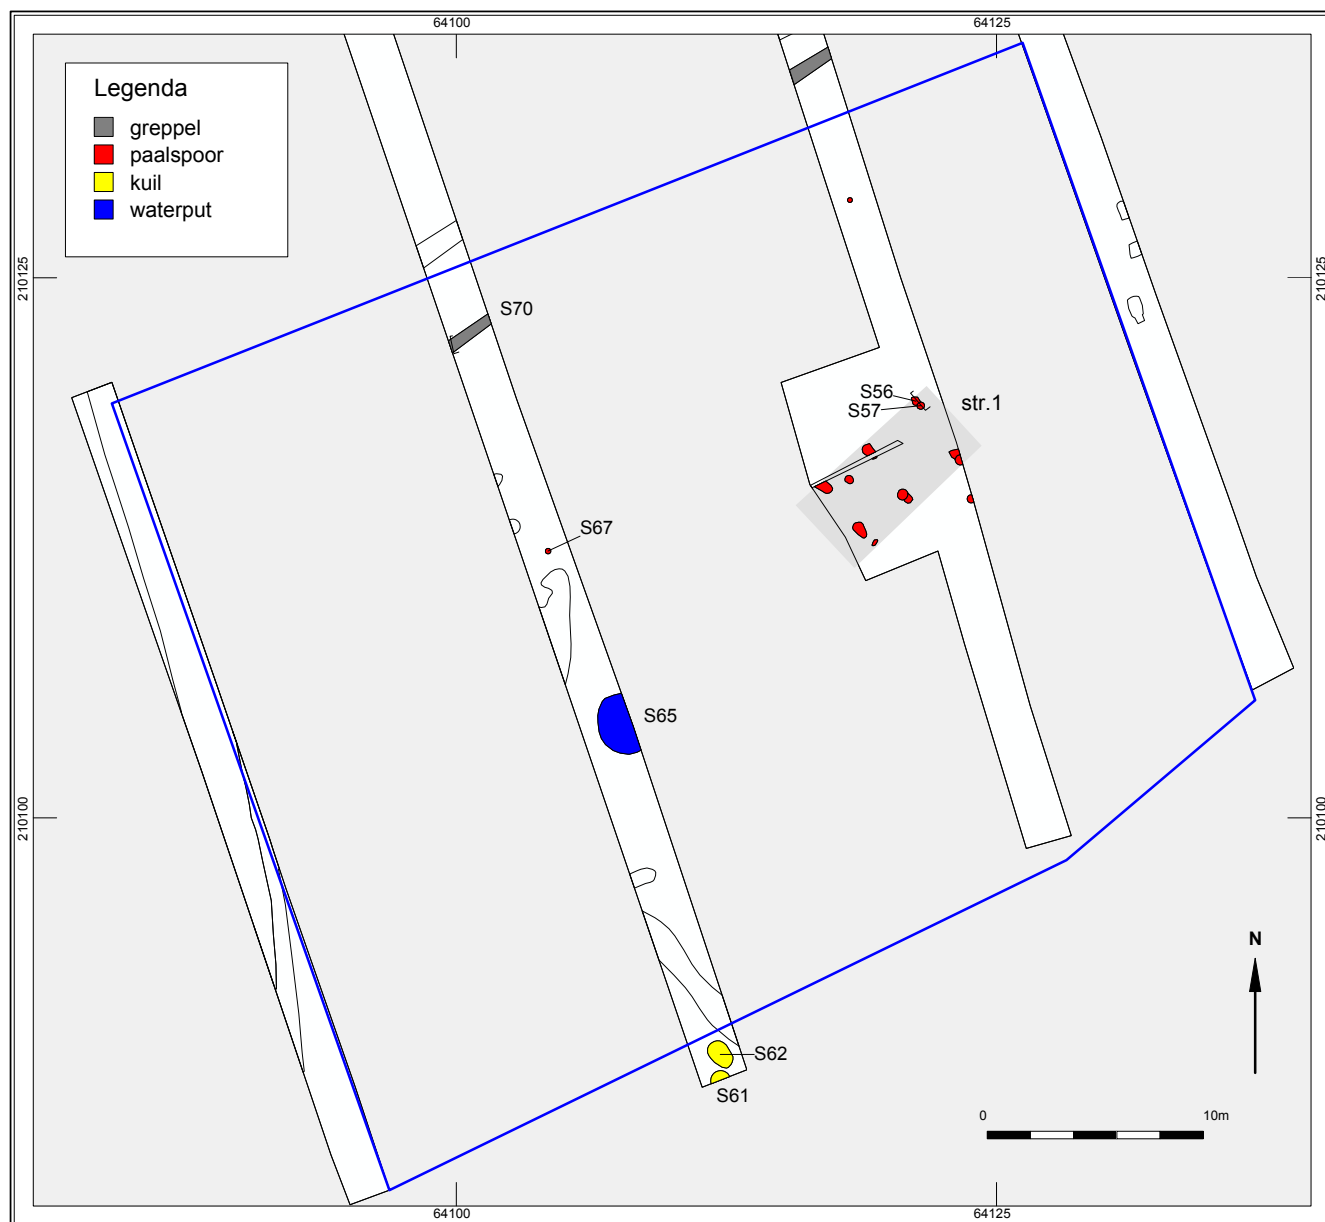 64100
64125
Legenda
greppel
paalspoor
kuil
waterput
210125
210125
S70
S56
S57
str.1
S67
S65
210100
210100
N
S62
S61
0
10m
64100
64125